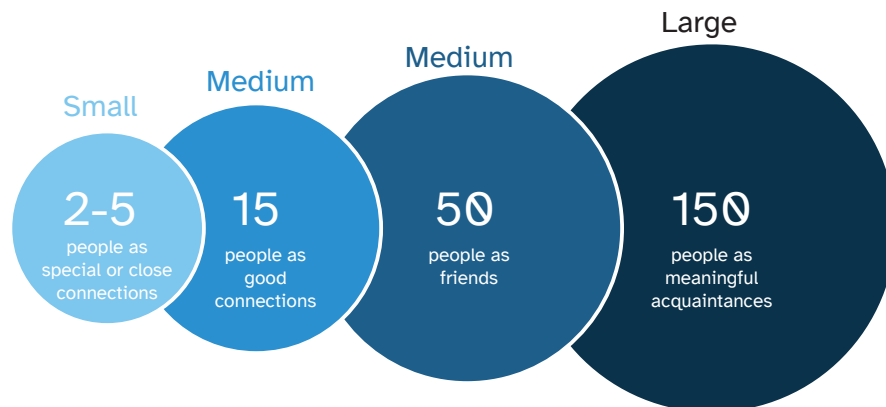 Small
2-5
people as
special or close
connections
Medium
15
people as
good
connections
Medium
50
people as
friends
Large
150
people as
meaningful
acquaintances